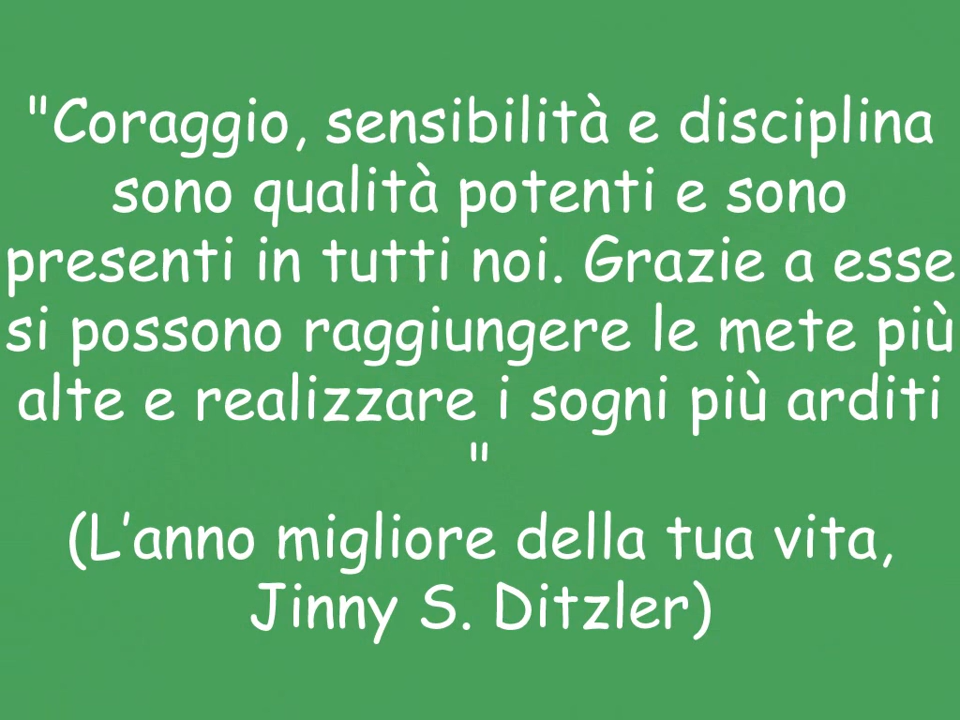 "Coraggio, sensibilità e disciplina
sono qualità potenti e sono
presenti in tutti noi. Grazie a esse
si possono raggiungere le mete più
alte e realizzare i sogni più arditi
"
(L’anno migliore della tua vita,
Jinny S. Ditzler)